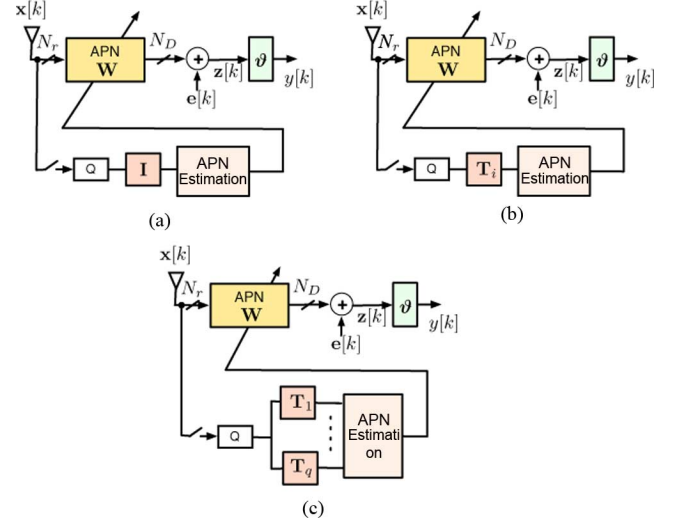 x[k] x[k]
N_r APN W N_D + z[k] ϑ y[k] N_r APN W N_D + z[k] ϑ y[k]
e[k] e[k]
Q I APN Estimation Q T_i APN Estimation
(a) (b)
x[k]
N_r APN W N_D + z[k] ϑ y[k]
e[k]
T_1
Q APN
Estimati
on
T_q
(c)